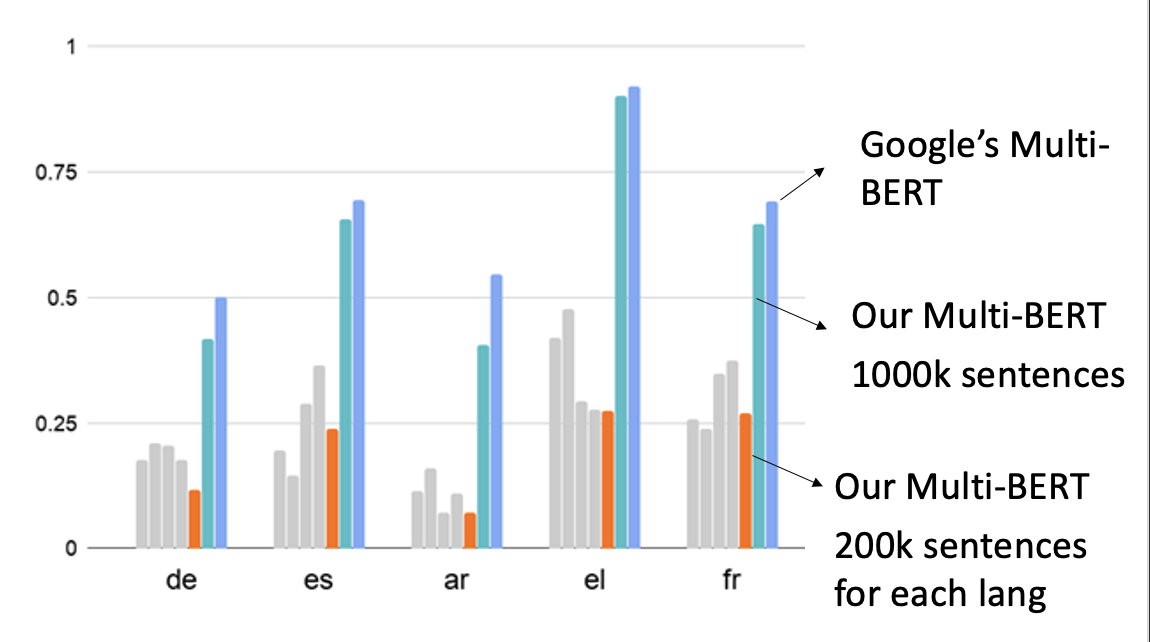 1
0.75
0.5
0.25
0
de es ar el fr
Google’s Multi-
BERT
Our Multi-BERT
1000k sentences
Our Multi-BERT
200k sentences
for each lang